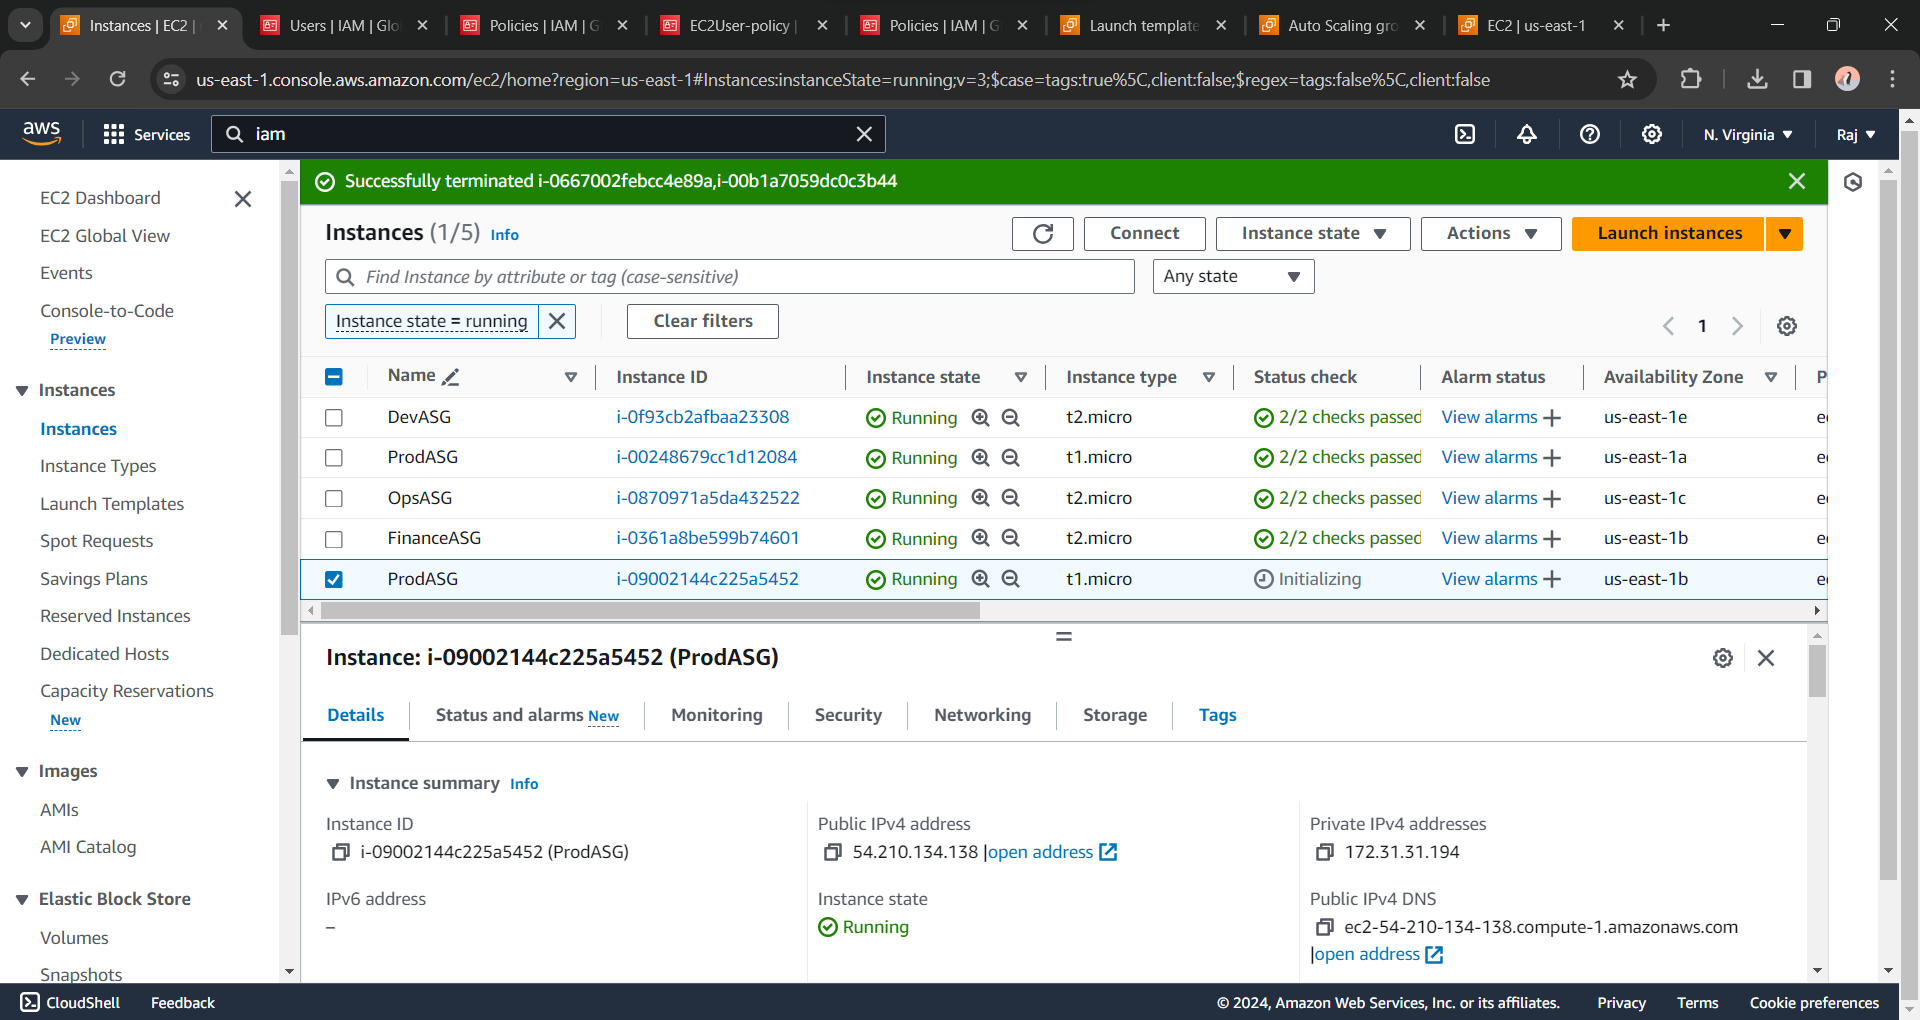 Instances | EC2 |
Users | IAM | Glo
Policies | IAM | G
EC2User-policy |
Policies | IAM | G
Launch template
Auto Scaling gro
EC2 | us-east-1
us-east-1.console.aws.amazon.com/ec2/home?region=us-east-1#Instances:instanceState=running;v=3;$case=tags:true%5C,client:false;$regex=tags:false%5C,client:false
aws
Services
iam
N. Virginia
Raj
EC2 Dashboard
EC2 Global View
Events
Console-to-Code
Preview
Instances
Instances
Instance Types
Launch Templates
Spot Requests
Savings Plans
Reserved Instances
Dedicated Hosts
Capacity Reservations
New
Images
AMIs
AMI Catalog
Elastic Block Store
Volumes
Snapshots
Successfully terminated i-0667002febcc4e89a,i-00b1a7059dc0c3b44
Instances (1/5) Info
Connect
Instance state
Actions
Launch instances
Find Instance by attribute or tag (case-sensitive)
Any state
Instance state = running
Clear filters
1
Name Instance ID Instance state Instance type Status check Alarm status Availability Zone P
DevASG i-0f93cb2afbaa23308 Running t2.micro 2/2 checks passed View alarms us-east-1e e
ProdASG i-00248679cc1d12084 Running t1.micro 2/2 checks passed View alarms us-east-1a e
OpsASG i-0870971a5da432522 Running t2.micro 2/2 checks passed View alarms us-east-1c e
FinanceASG i-0361a8be599b74601 Running t2.micro 2/2 checks passed View alarms us-east-1b e
ProdASG i-09002144c225a5452 Running t1.micro Initializing View alarms us-east-1b e
Instance: i-09002144c225a5452 (ProdASG)
Details
Status and alarms New
Monitoring
Security
Networking
Storage
Tags
Instance summary Info
Instance ID
i-09002144c225a5452 (ProdASG)
Public IPv4 address
54.210.134.138 |open address
Private IPv4 addresses
172.31.31.194
IPv6 address
–
Instance state
Running
Public IPv4 DNS
ec2-54-210-134-138.compute-1.amazonaws.com
|open address
CloudShell
Feedback
© 2024, Amazon Web Services, Inc. or its affiliates.
Privacy
Terms
Cookie preferences